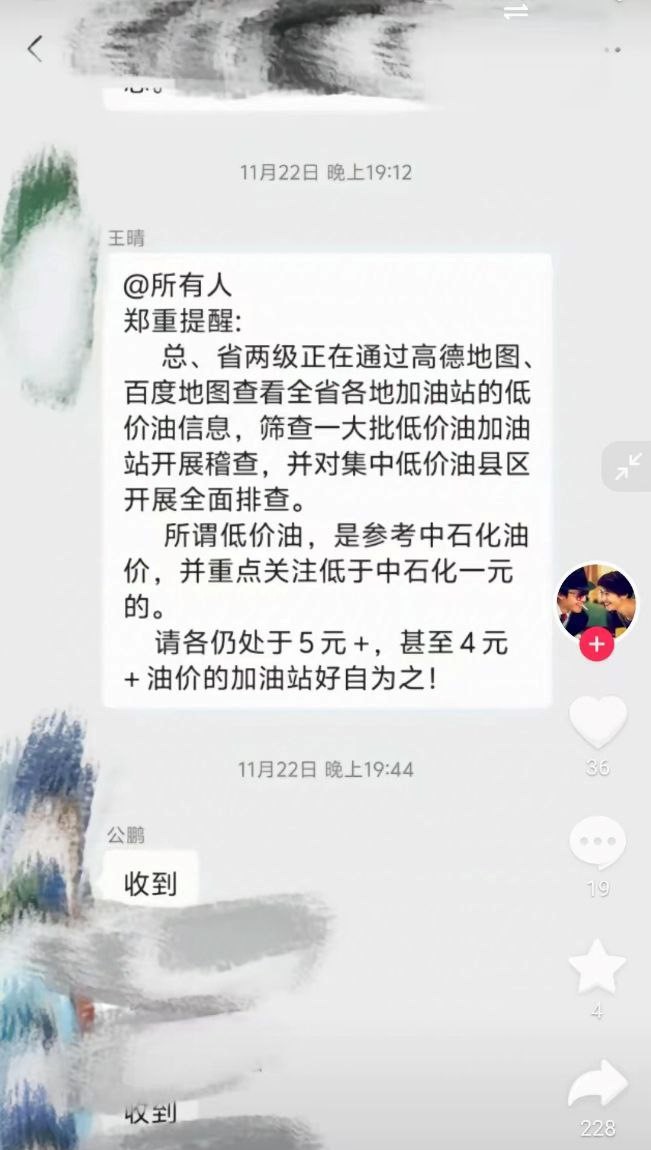 11月22日 晚上19:12
王晴
@所有人
郑重提醒:
总、省两级正在通过高德地图、
百度地图查看全省各地加油站的低
价油信息，筛查一大批低价油加油
站开展稽查，并对集中低价油县区
开展全面排查。
所谓低价油，是参考中石化油
价，并重点关注低于中石化一元
的。
请各仍处于5元+，甚至4元
+油价的加油站好自为之!
36
11月22日 晚上19:44
公鹏
收到
19
4
收到
228